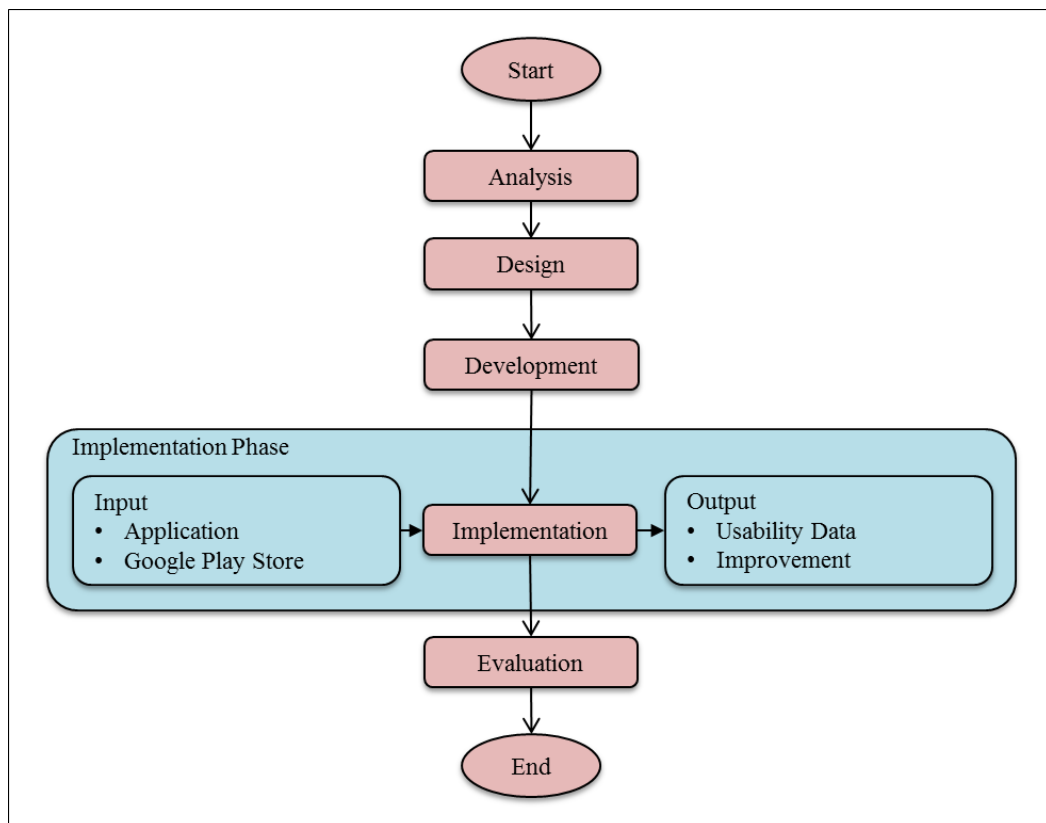 Start
Analysis
Design
Development
Implementation Phase
Input
• Application
• Google Play Store
Implementation
Output
• Usability Data
• Improvement
Evaluation
End